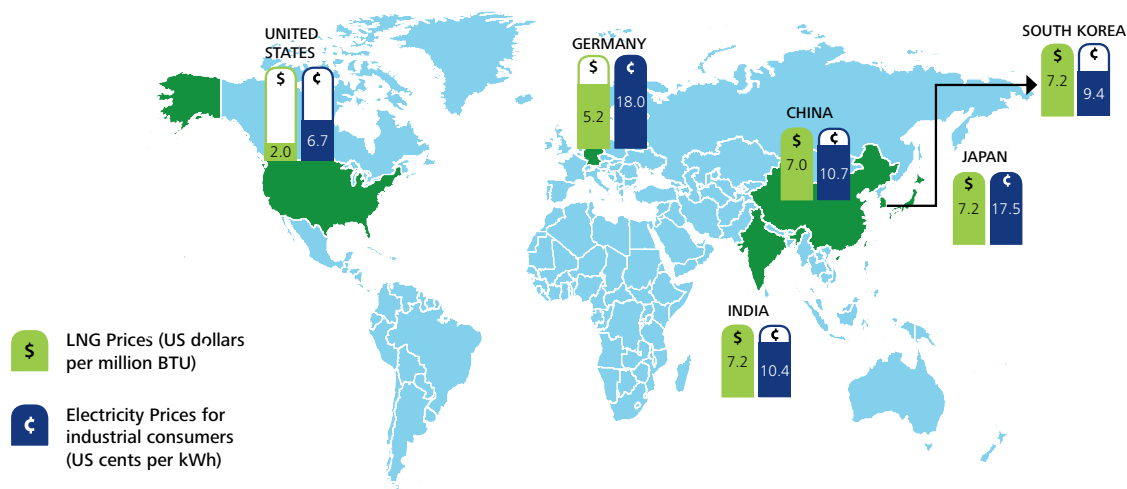 UNITED
STATES
$
¢
2.0
6.7
GERMANY
$
¢
5.2
18.0
CHINA
$
¢
7.0
10.7
SOUTH KOREA
$
¢
7.2
9.4
JAPAN
$
¢
7.2
17.5
INDIA
$
¢
7.2
10.4
$
LNG Prices (US dollars
per million BTU)
¢
Electricity Prices for
industrial consumers
(US cents per kWh)